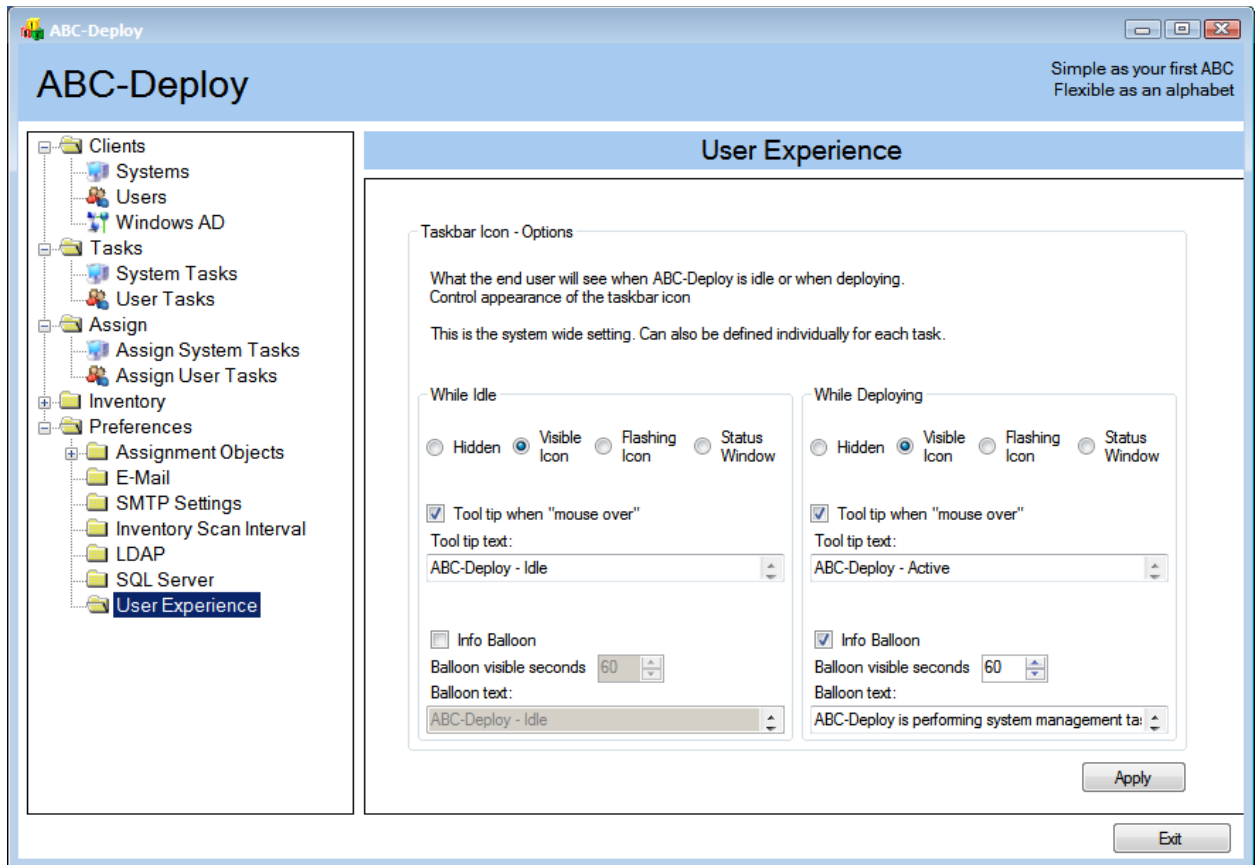 ABC-Deploy
ABC-Deploy
Simple as your first ABC
Flexible as an alphabet
Clients
Systems
Users
Windows AD
Tasks
System Tasks
User Tasks
Assign
Assign System Tasks
Assign User Tasks
Inventory
Preferences
Assignment Objects
E-Mail
SMTP Settings
Inventory Scan Interval
LDAP
SQL Server
User Experience
User Experience
Taskbar Icon - Options
What the end user will see when ABC-Deploy is idle or when deploying.
Control appearance of the taskbar icon
This is the system wide setting. Can also be defined individually for each task.
While Idle
Hidden
Visible
Icon
Flashing
Icon
Status
Window
Tool tip when "mouse over"
Tool tip text:
ABC-Deploy - Idle
Info Balloon
Balloon visible seconds 60
Balloon text:
ABC-Deploy - Idle
While Deploying
Hidden
Visible
Icon
Flashing
Icon
Status
Window
Tool tip when "mouse over"
Tool tip text:
ABC-Deploy - Active
Info Balloon
Balloon visible seconds 60
Balloon text:
ABC-Deploy is performing system management
Apply
Exit